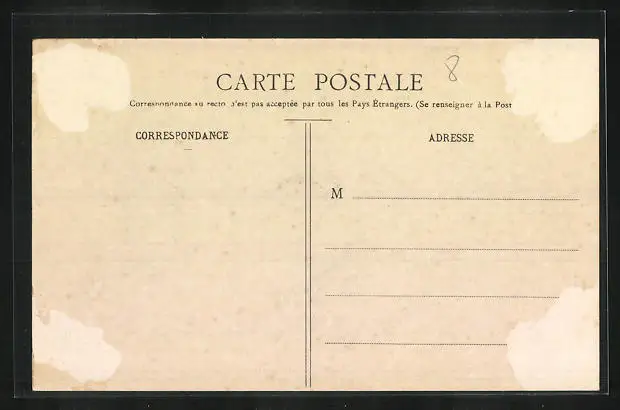 8
CARTE POSTALE
Correspondance au recto n'est pas acceptée par tous les Pays Étrangers. (Se renseigner à la Post
CORRESPONDANCE
ADRESSE
M